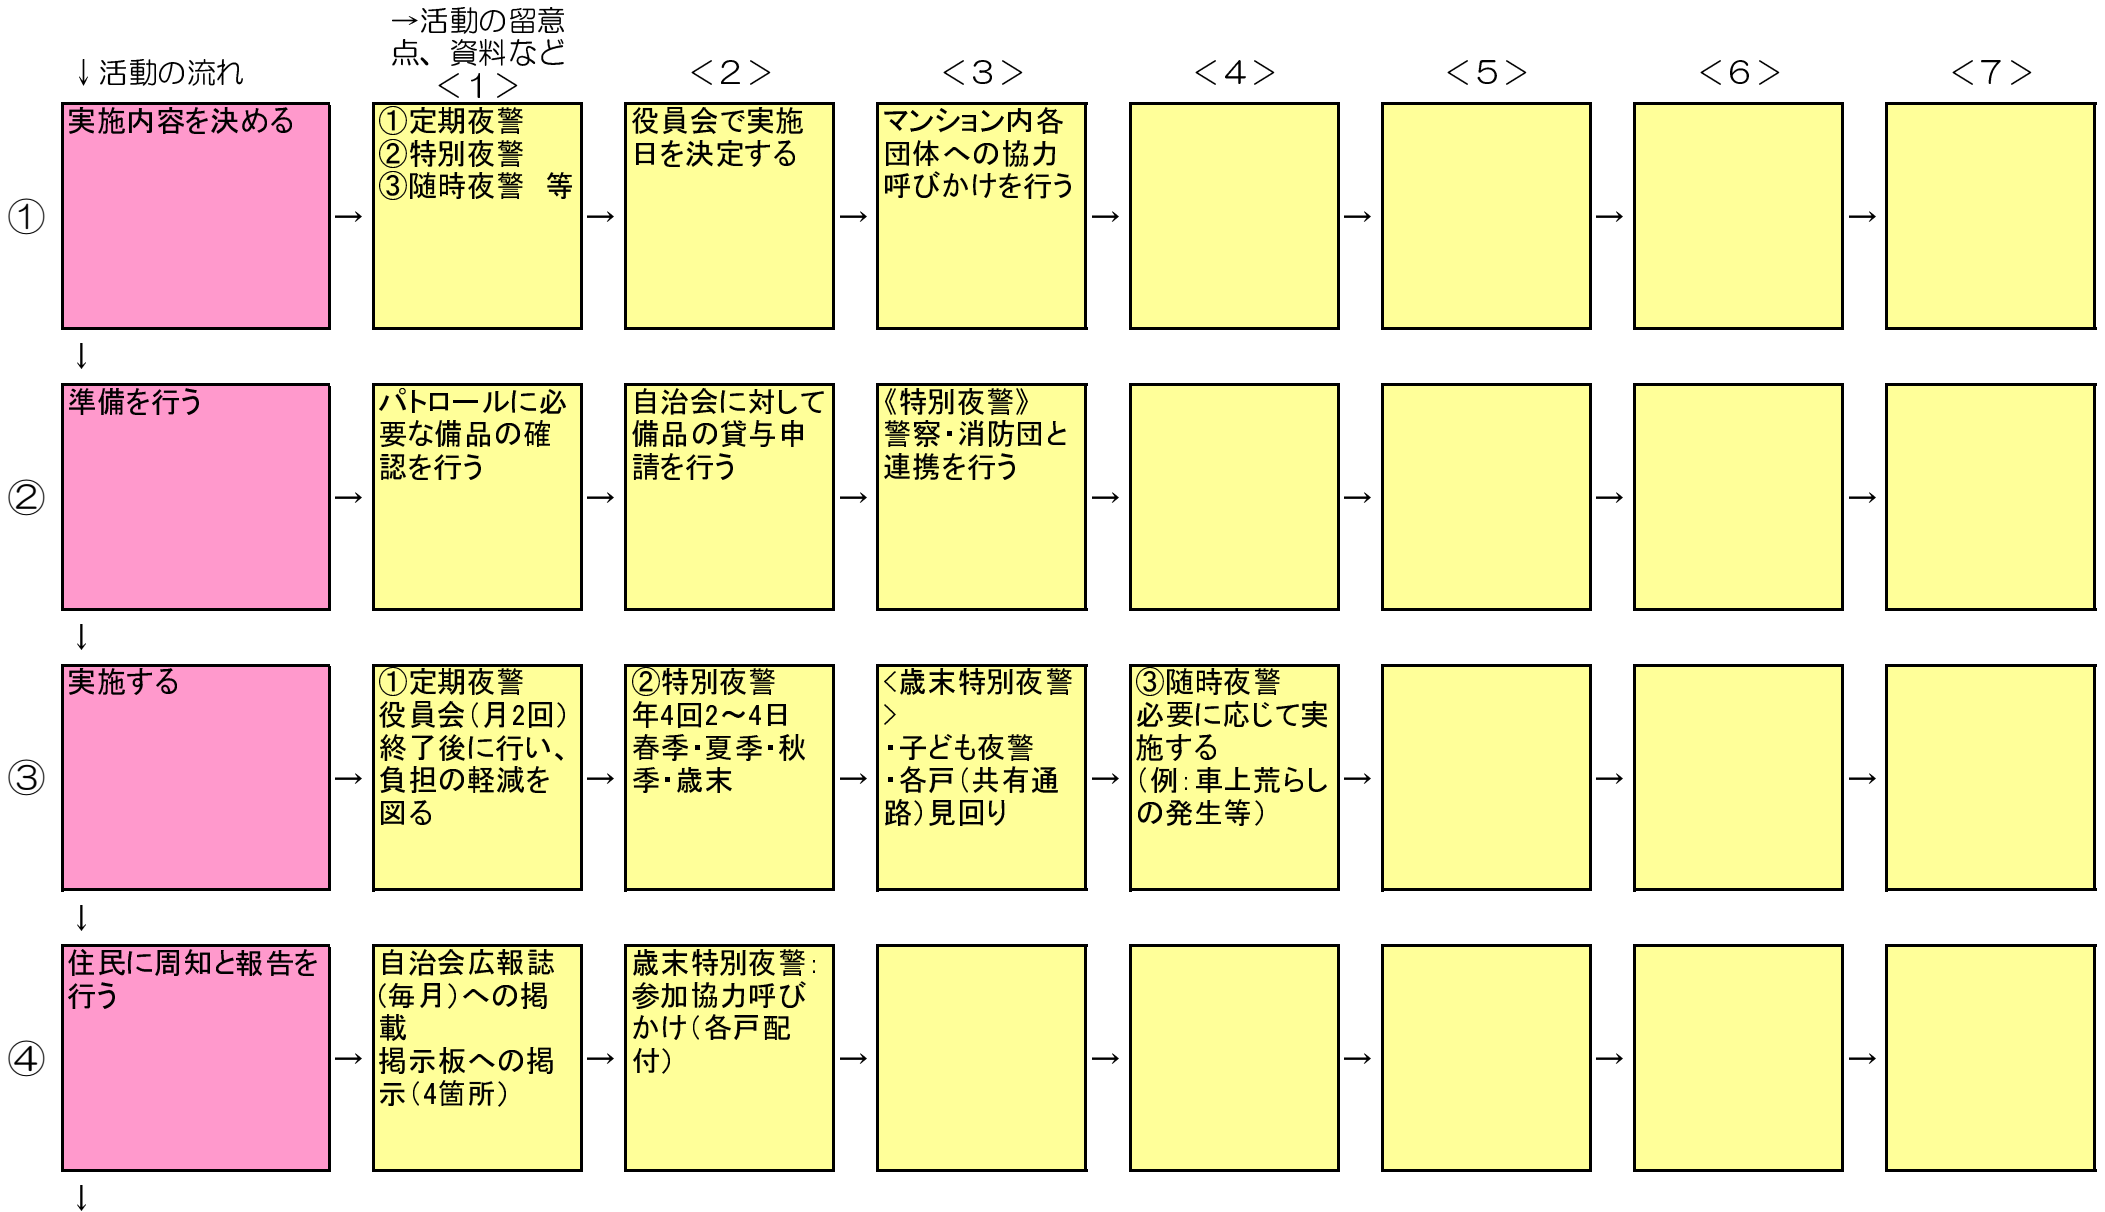 →活動の留意
点、資料など
↓活動の流れ
＜1＞
＜2＞
＜3＞
＜4＞
＜5＞
＜6＞
＜7＞
①
実施内容を決める
→
①定期夜警
②特別夜警
③随時夜警　等
→
役員会で実施
日を決定する
→
マンション内各
団体への協力
呼びかけを行う
→
→
→
→
↓
②
準備を行う
→
パトロールに必
要な備品の確
認を行う
→
自治会に対して
備品の貸与申
請を行う
→
《特別夜警》
警察・消防団と
連携を行う
→
→
→
→
↓
③
実施する
→
①定期夜警
役員会（月2回）
終了後に行い、
負担の軽減を
図る
→
②特別夜警
年4回2～4日
春季・夏季・秋
季・歳末
→
<歳末特別夜警
>
・子ども夜警
・各戸（共有通
路）見回り
→
③随時夜警
必要に応じて実
施する
（例：車上荒らし
の発生等）
→
→
→
↓
④
住民に周知と報告を
行う
→
自治会広報誌
(毎月）への掲
載
掲示板への掲
示（4箇所）
→
歳末特別夜警：
参加協力呼び
かけ（各戸配
付）
→
→
→
→
→
↓